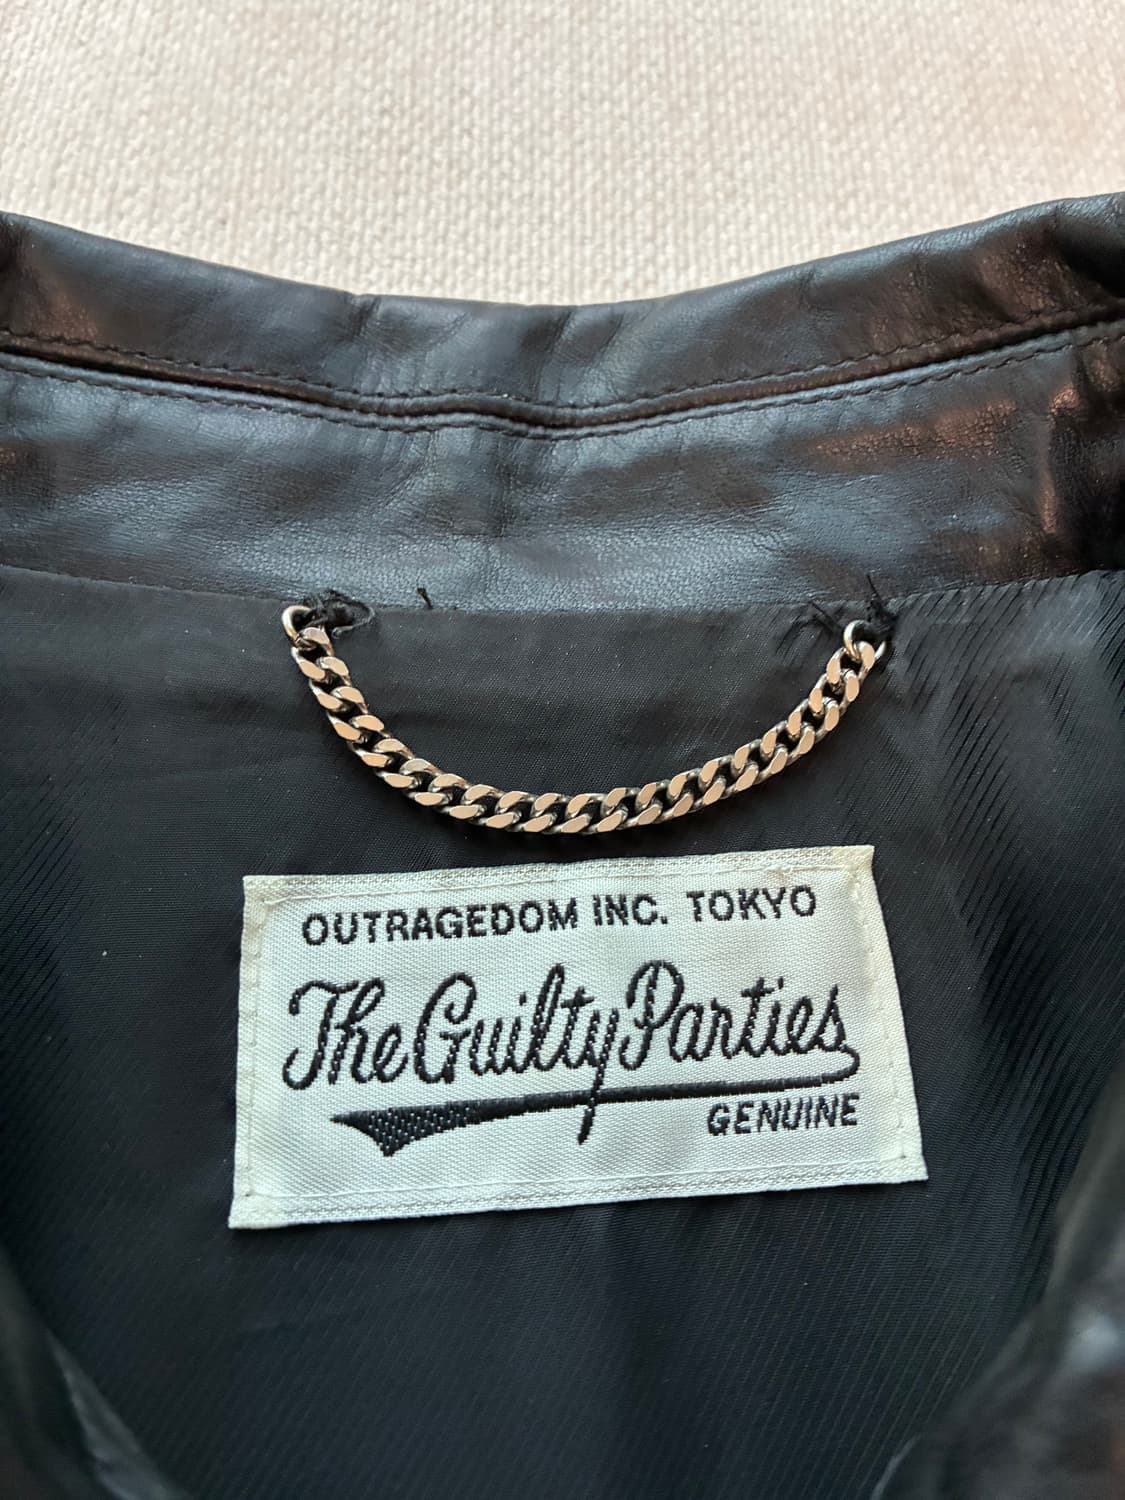 OUTRAGEDOM INC. TOKYO
The Guilty Parties
GENUINE